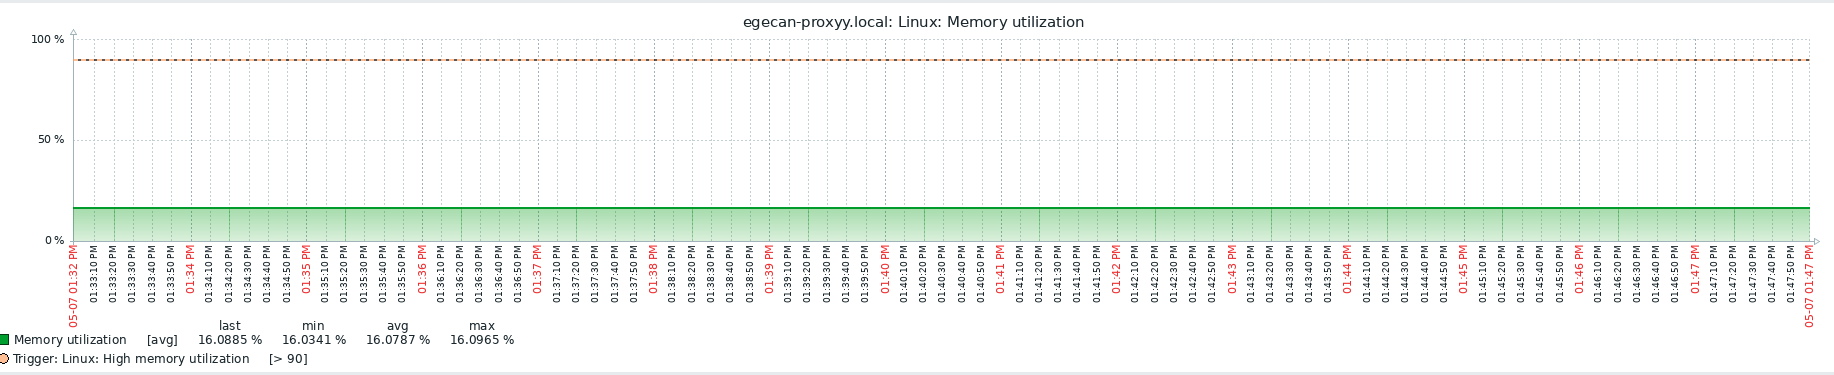 egecan-proxyy.local: Linux: Memory utilization
100 %
50 %
0 %
05-07 01:32 PM 01:33:10 PM 01:33:20 PM 01:33:30 PM 01:33:40 PM 01:33:50 PM 01:34 PM 01:34:10 PM 01:34:20 PM 01:34:30 PM 01:34:40 PM 01:34:50 PM 01:35 PM 01:35:10 PM 01:35:20 PM 01:35:30 PM 01:35:40 PM 01:35:50 PM 01:36 PM 01:36:10 PM 01:36:20 PM 01:36:30 PM 01:36:40 PM 01:36:50 PM 01:37 PM 01:37:10 PM 01:37:20 PM 01:37:30 PM 01:37:40 PM 01:37:50 PM 01:38 PM 01:38:10 PM 01:38:20 PM 01:38:30 PM 01:38:40 PM 01:38:50 PM 01:39 PM 01:39:10 PM 01:39:20 PM 01:39:30 PM 01:39:40 PM 01:39:50 PM 01:40 PM 01:40:10 PM 01:40:20 PM 01:40:30 PM 01:40:40 PM 01:40:50 PM 01:41 PM 01:41:10 PM 01:41:20 PM 01:41:30 PM 01:41:40 PM 01:41:50 PM 01:42 PM 01:42:10 PM 01:42:20 PM 01:42:30 PM 01:42:40 PM 01:42:50 PM 01:43 PM 01:43:10 PM 01:43:20 PM 01:43:30 PM 01:43:40 PM 01:43:50 PM 01:44 PM 01:44:10 PM 01:44:20 PM 01:44:30 PM 01:44:40 PM 01:44:50 PM 01:45 PM 01:45:10 PM 01:45:20 PM 01:45:30 PM 01:45:40 PM 01:45:50 PM 01:46 PM 01:46:10 PM 01:46:20 PM 01:46:30 PM 01:46:40 PM 01:46:50 PM 01:47 PM 01:47:10 PM 01:47:20 PM 01:47:30 PM 01:47:40 PM 01:47:50 PM 05-07 01:47 PM
last min avg max
Memory utilization [avg] 16.0885 % 16.0341 % 16.0787 % 16.0965 %
Trigger: Linux: High memory utilization [> 90]